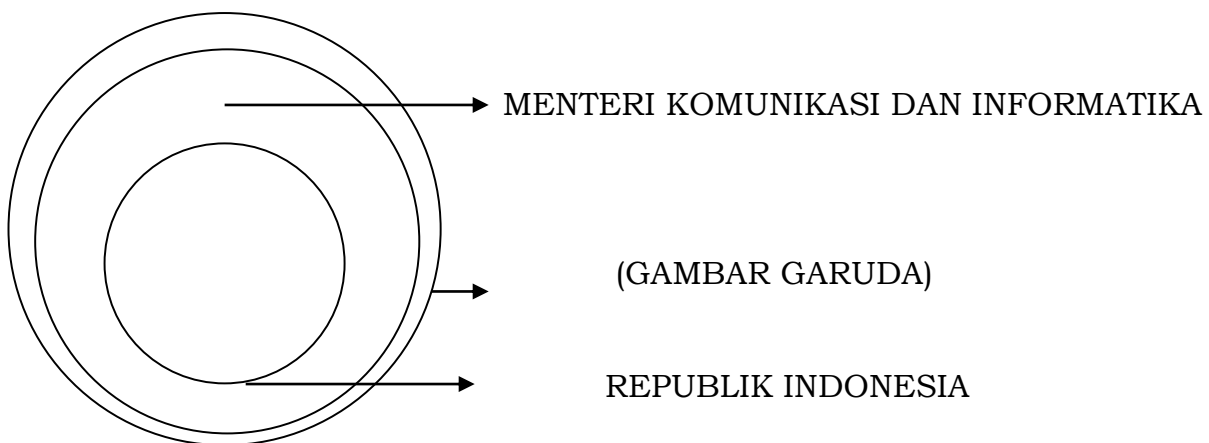 MENTERI KOMUNIKASI DAN INFORMATIKA
(GAMBAR GARUDA)
REPUBLIK INDONESIA